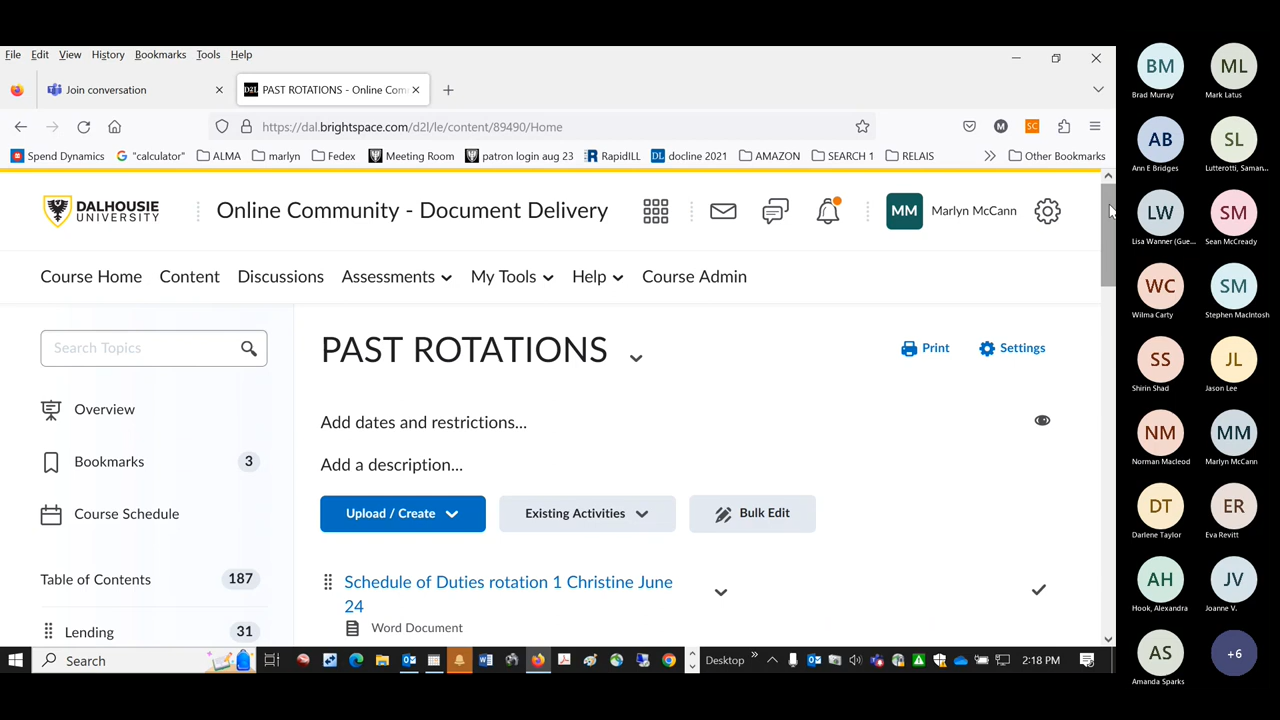 File Edit View History Bookmarks Tools Help
Join conversation
D2L PAST ROTATIONS - Online Com
https://dal.brightspace.com/d2l/le/content/89490/Home
M SC
Spend Dynamics G "calculator" ALMA marlyn Fedex Meeting Room patron login aug 23 R RapidILL DL docline 2021 AMAZON SEARCH 1 RELAIS Other Bookmarks
DALHOUSIE UNIVERSITY
Online Community - Document Delivery
MM Marlyn McCann
Course Home Content Discussions Assessments My Tools Help Course Admin
Search Topics
Overview
Bookmarks 3
Course Schedule
Table of Contents 187
Lending 31
PAST ROTATIONS
Print Settings
Add dates and restrictions...
Add a description...
Upload / Create Existing Activities Bulk Edit
Schedule of Duties rotation 1 Christine June
24
Word Document
Search
Desktop
2:18 PM
BM ML
Brad Murray Mark Latus
AB SL
Ann E Bridges Lutterotti, Saman...
LW SM
Lisa Wanner (Gue... Sean McCready
WC SM
Wilma Carty Stephen MacIntosh
SS JL
Shirin Shad Jason Lee
NM MM
Norman Macleod Marlyn McCann
DT ER
Darlene Taylor Eva Revitt
AH JV
Hook, Alexandra Joanne V.
AS +6
Amanda Sparks